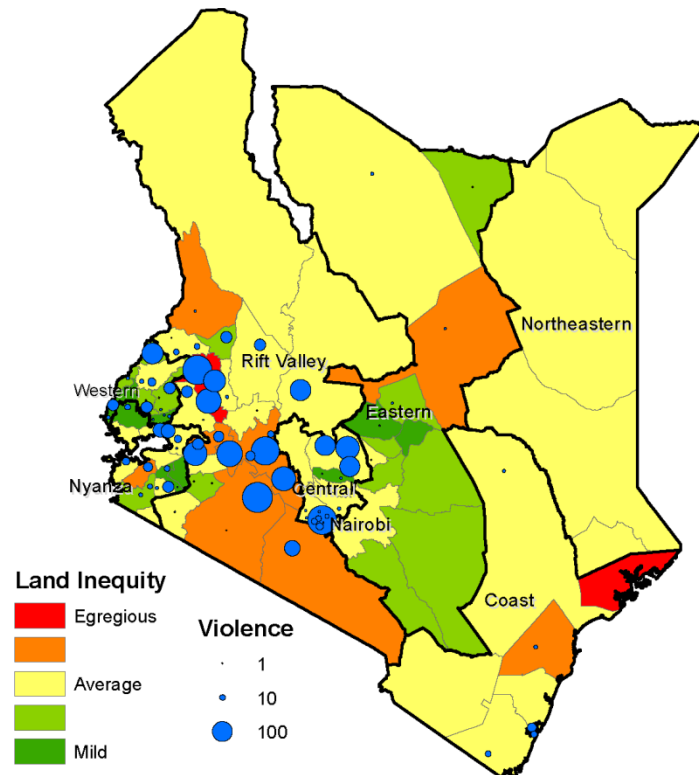 Northeastern
Rift Valley
Western
Eastern
Nyanza
Central
Nairobi
Coast
Land Inequity
Egregious
Average
Mild
Violence
1
10
100